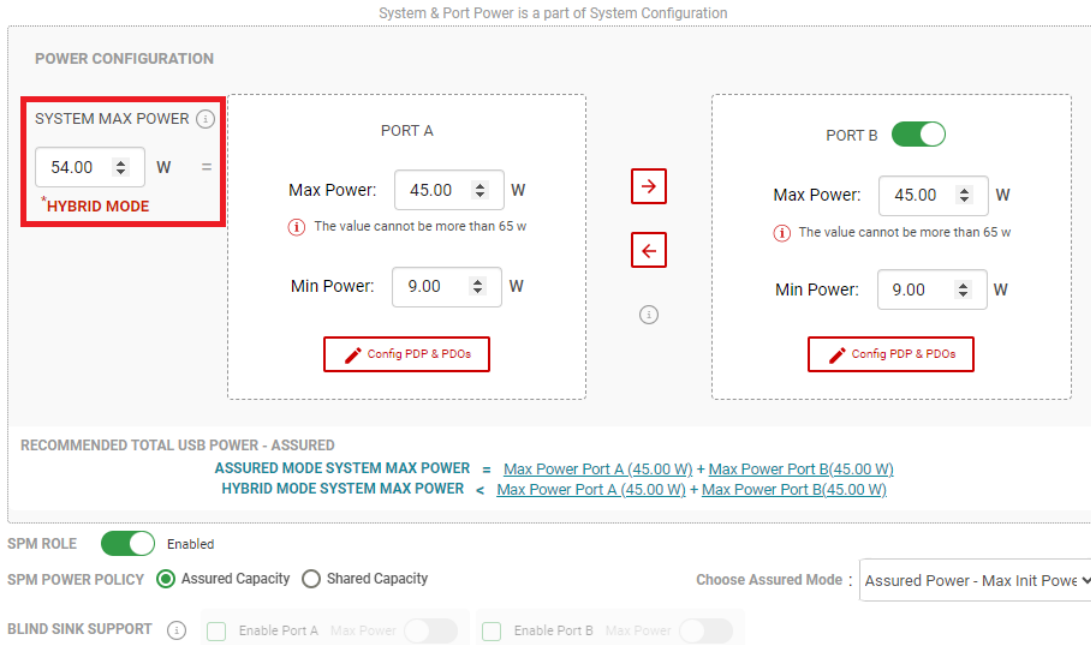 System & Port Power is a part of System Configuration
POWER CONFIGURATION
SYSTEM MAX POWER
54.00 W =
*HYBRID MODE
PORT A
Max Power: 45.00 W
The value cannot be more than 65 w
Min Power: 9.00 W
Config PDP & PDOs
PORT B
Max Power: 45.00 W
The value cannot be more than 65 w
Min Power: 9.00 W
Config PDP & PDOs
RECOMMENDED TOTAL USB POWER - ASSURED
ASSURED MODE SYSTEM MAX POWER = Max Power Port A (45.00 W) + Max Power Port B(45.00 W)
HYBRID MODE SYSTEM MAX POWER < Max Power Port A (45.00 W) + Max Power Port B(45.00 W)
SPM ROLE Enabled
SPM POWER POLICY Assured Capacity Shared Capacity Choose Assured Mode : Assured Power - Max Init Powe
BLIND SINK SUPPORT Enable Port A Max Power Enable Port B Max Power